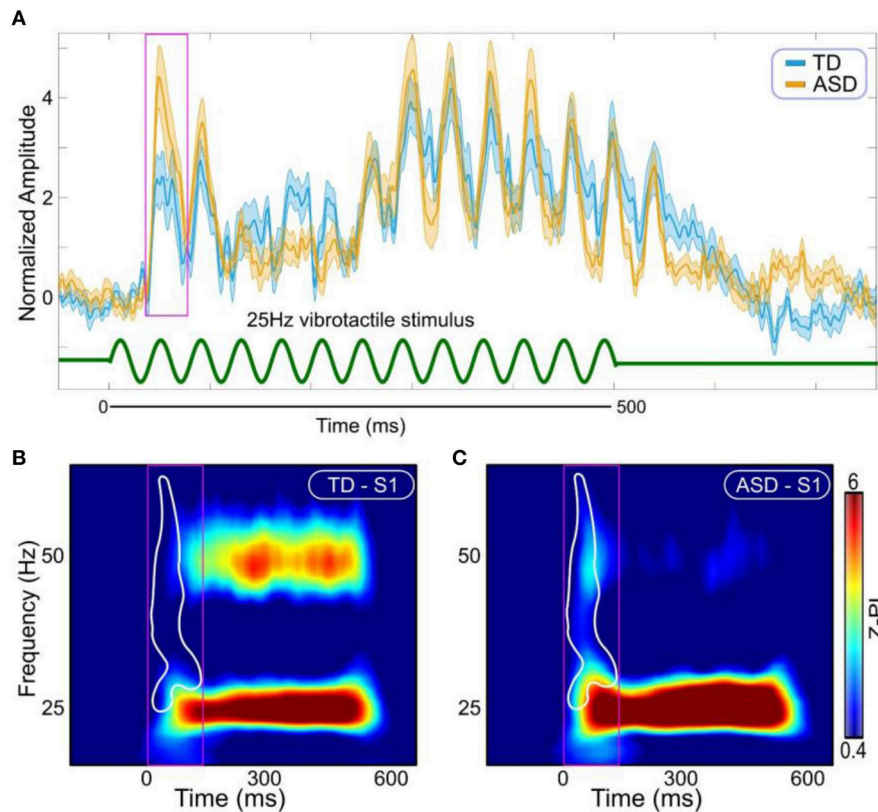 A
TD
ASD
4
2
0
Normalized Amplitude
25Hz vibrotactile stimulus
0
500
Time (ms)
B
TD - S1
50
25
Frequency (Hz)
0
300
600
Time (ms)
C
ASD - S1
50
25
0
300
600
Time (ms)
6
0.4
Z-PL